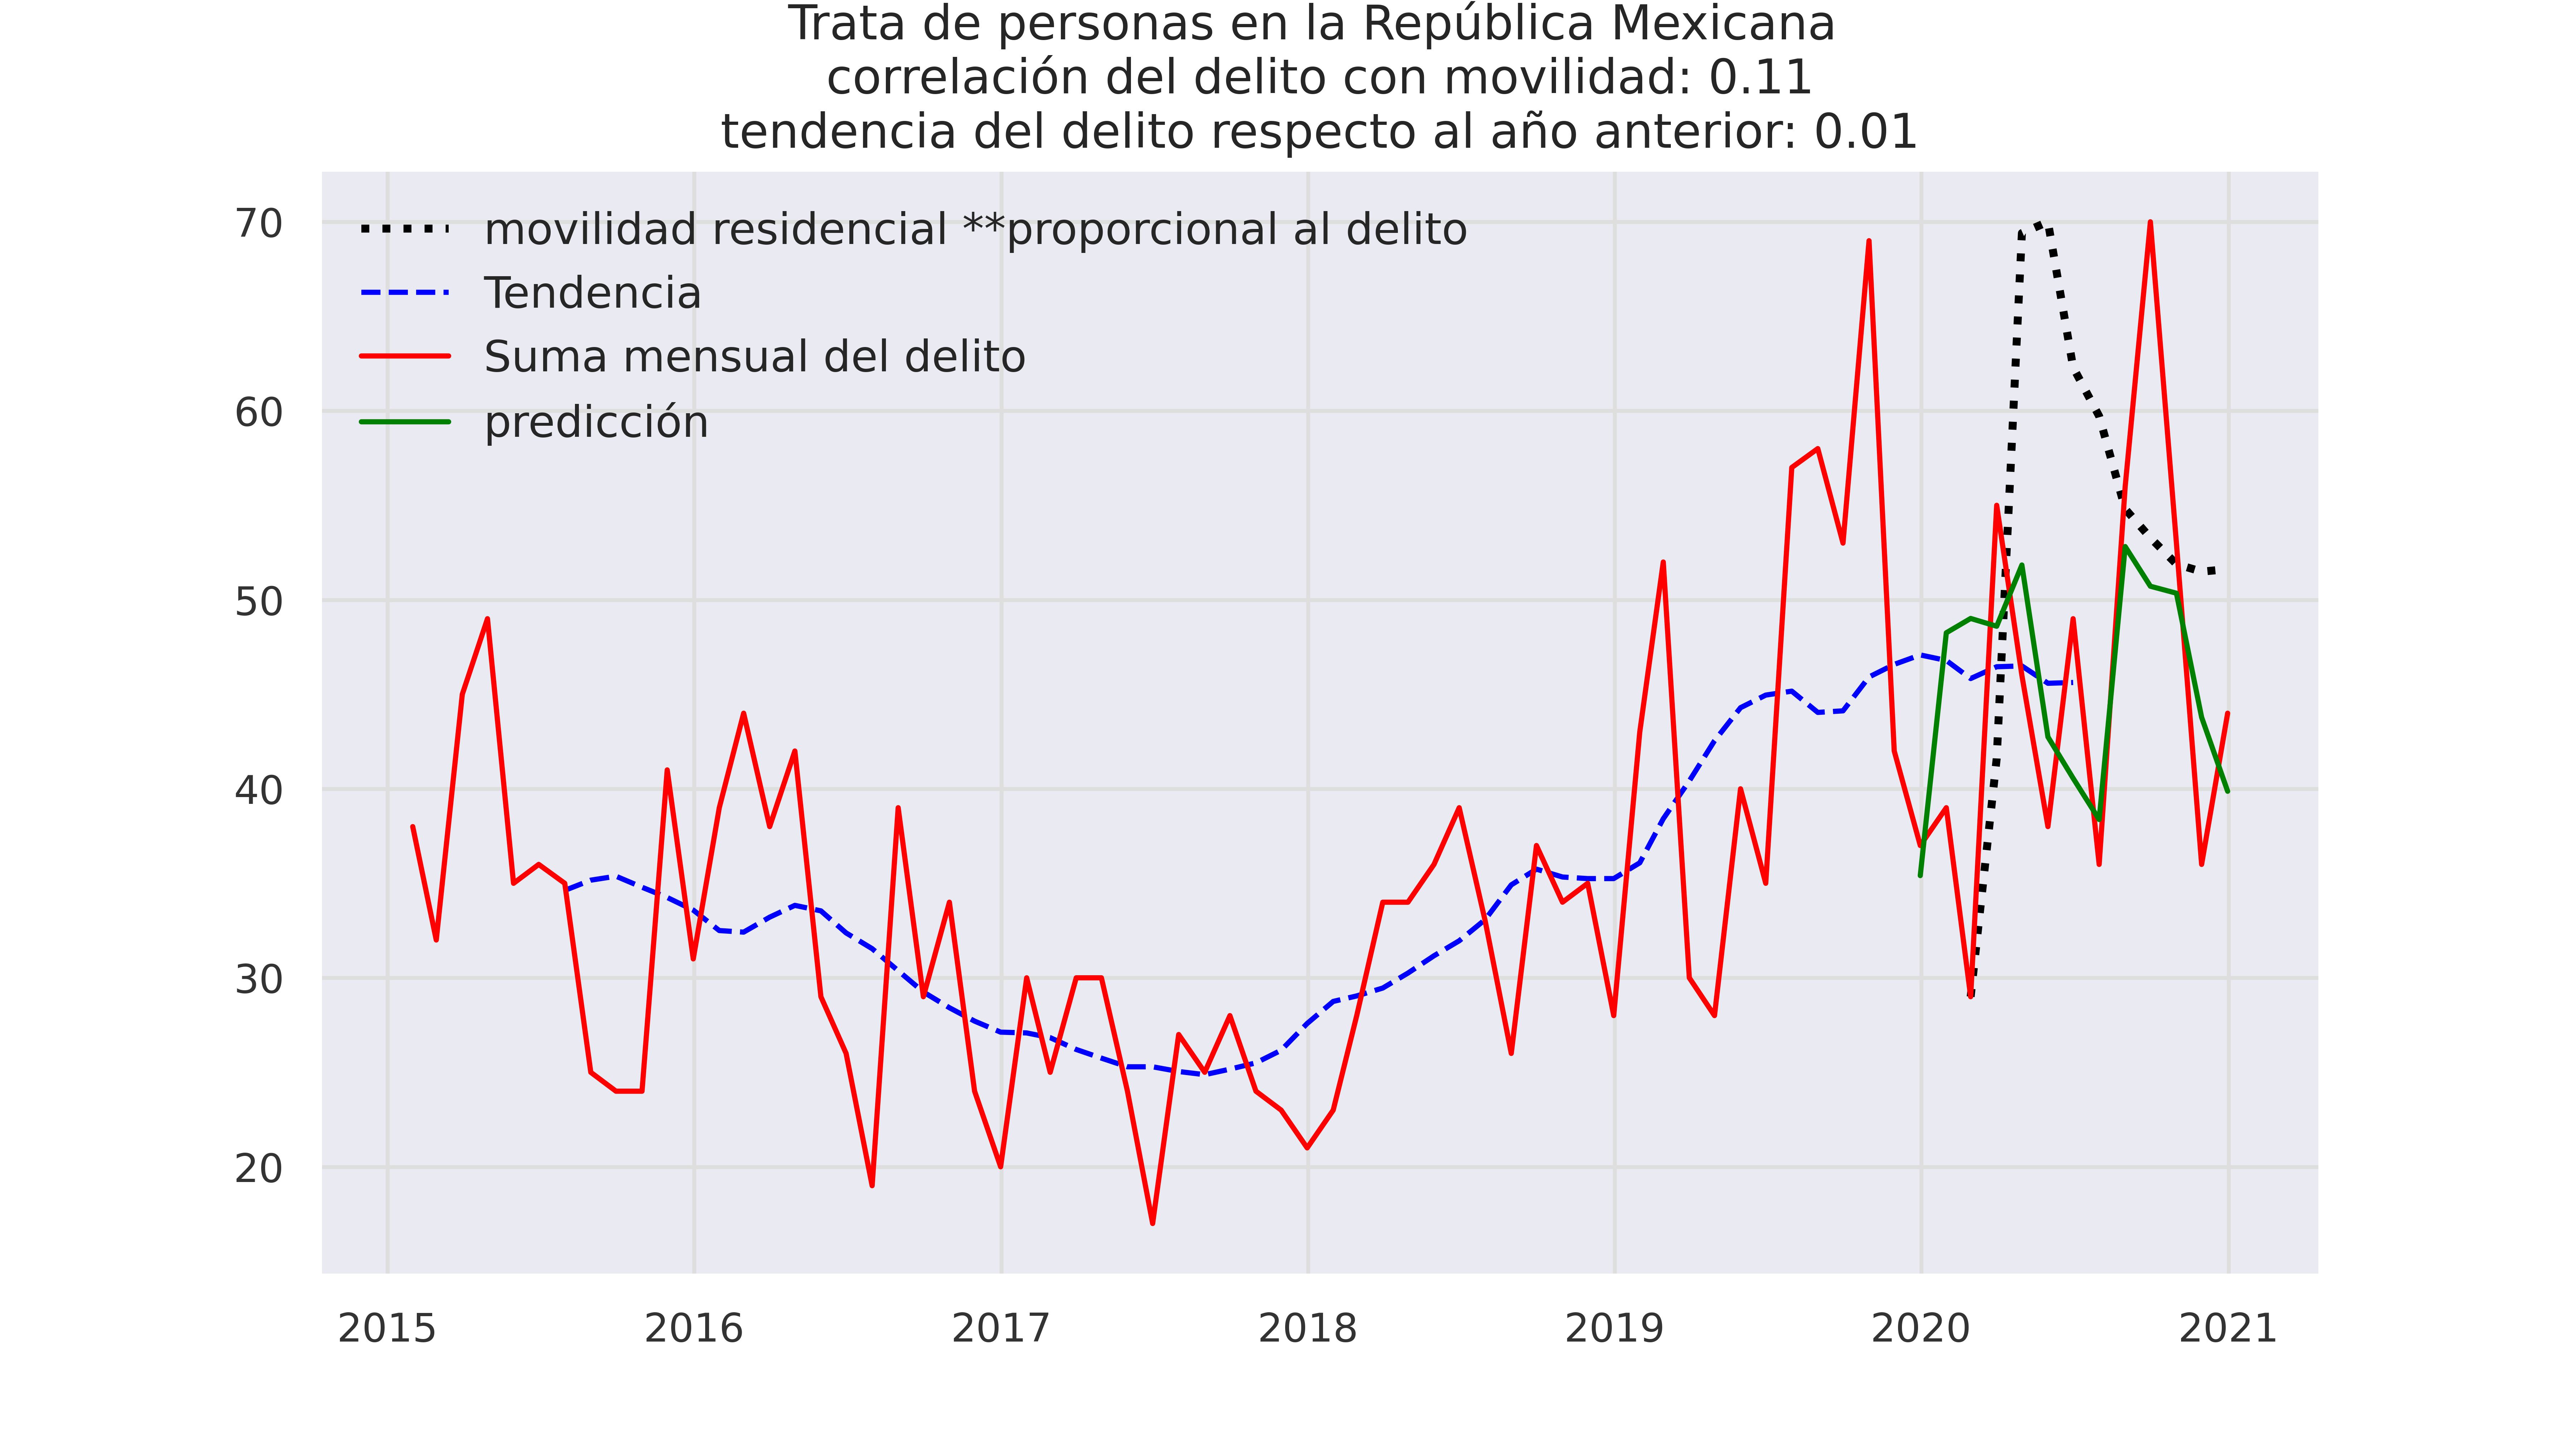 Trata de personas en la República Mexicana
correlación del delito con movilidad: 0.11
tendencia del delito respecto al año anterior: 0.01
movilidad residencial **proporcional al delito
Tendencia
Suma mensual del delito
predicción
70
60
50
40
30
20
2015 2016 2017 2018 2019 2020 2021